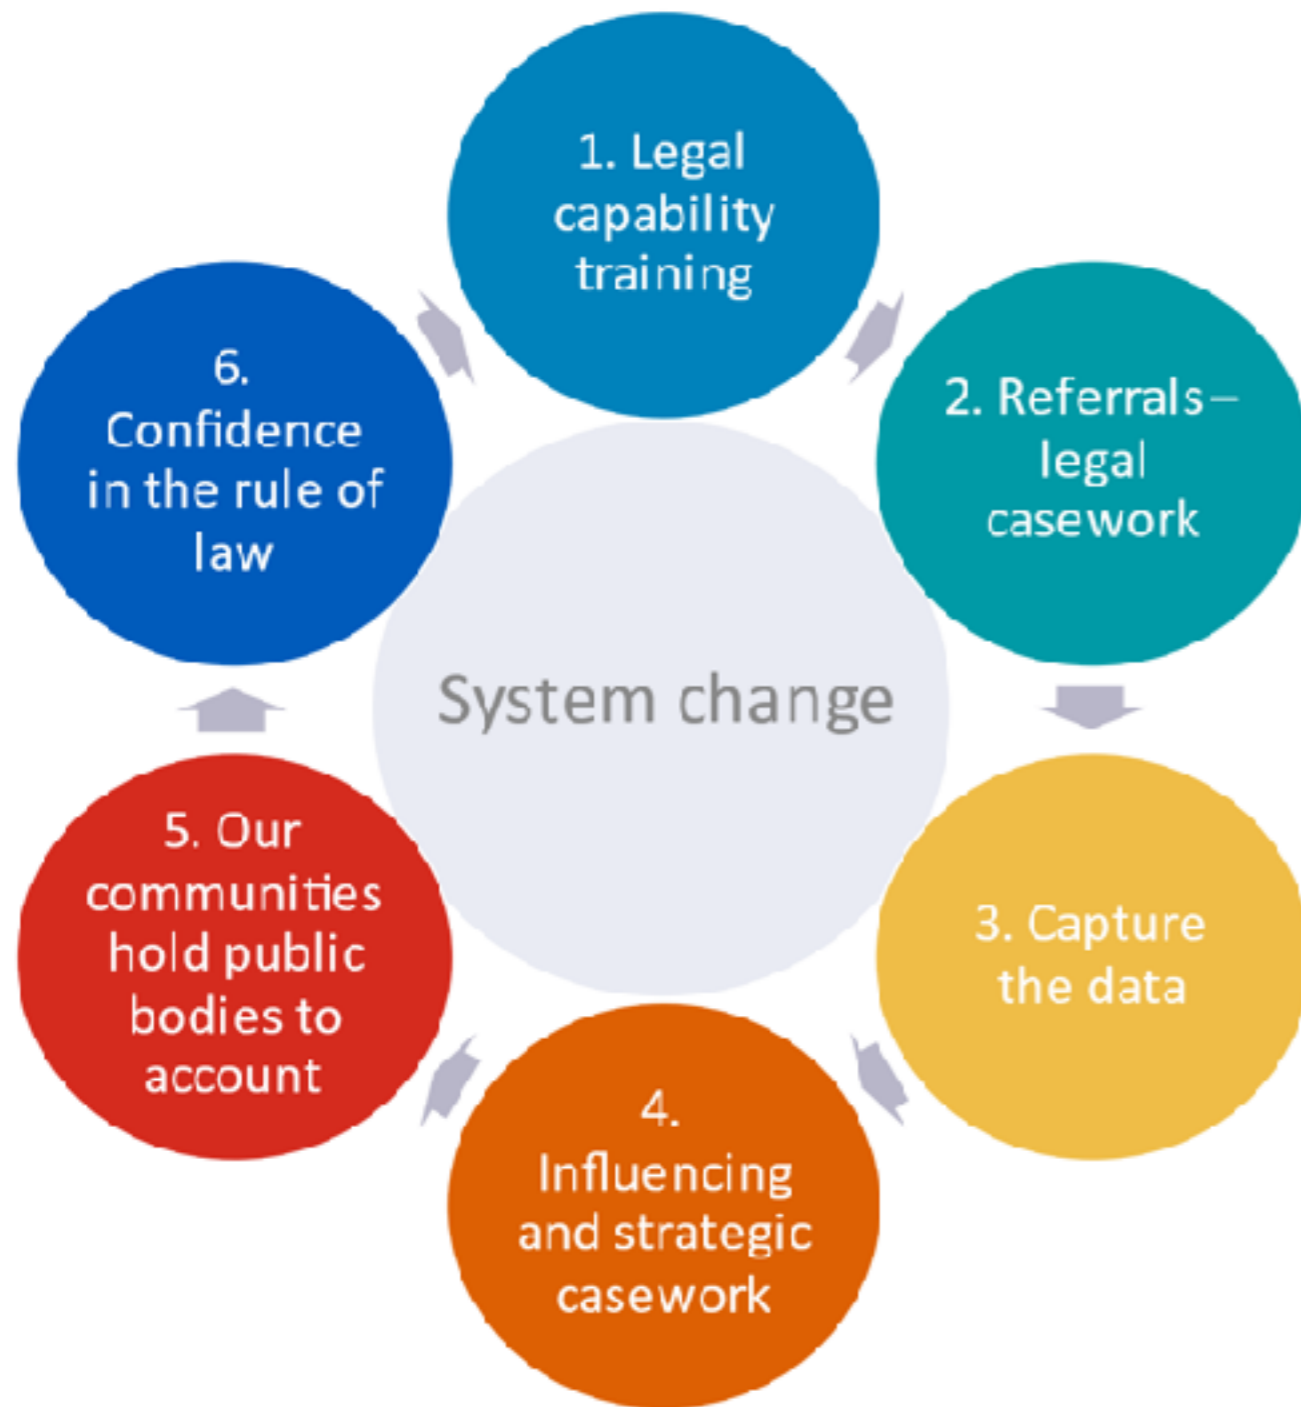 1. Legal
capability
training
2. Referrals –
legal
casework
3. Capture
the data
4.
Influencing
and strategic
casework
5. Our
communities
hold public
bodies to
account
6.
Confidence
in the rule of
law
System change